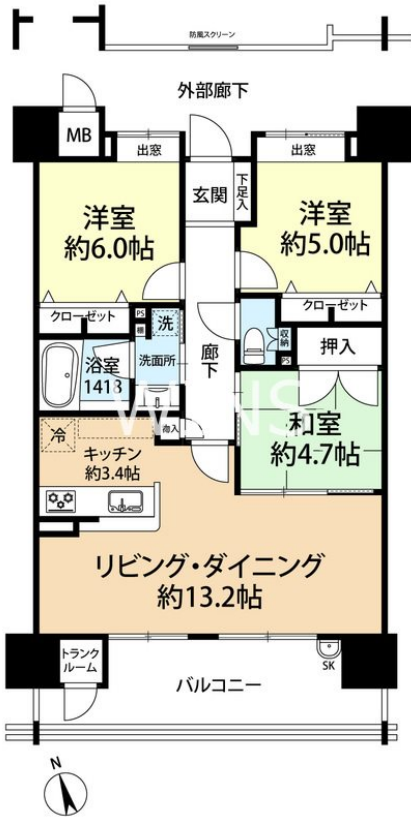 防風スクリーン
外部廊下
MB
出窓
出窓
玄関
下足入
洋室
約6.0帖
洋室
約5.0帖
クローゼット
クローゼット
PS
棚
洗
洗面所
浴室
1418
廊下
収納
PS
押入
和室
約4.7帖
冷
キッチン
約3.4帖
物入
リビング・ダイニング
約13.2帖
トランク
ルーム
バルコニー
SK
N